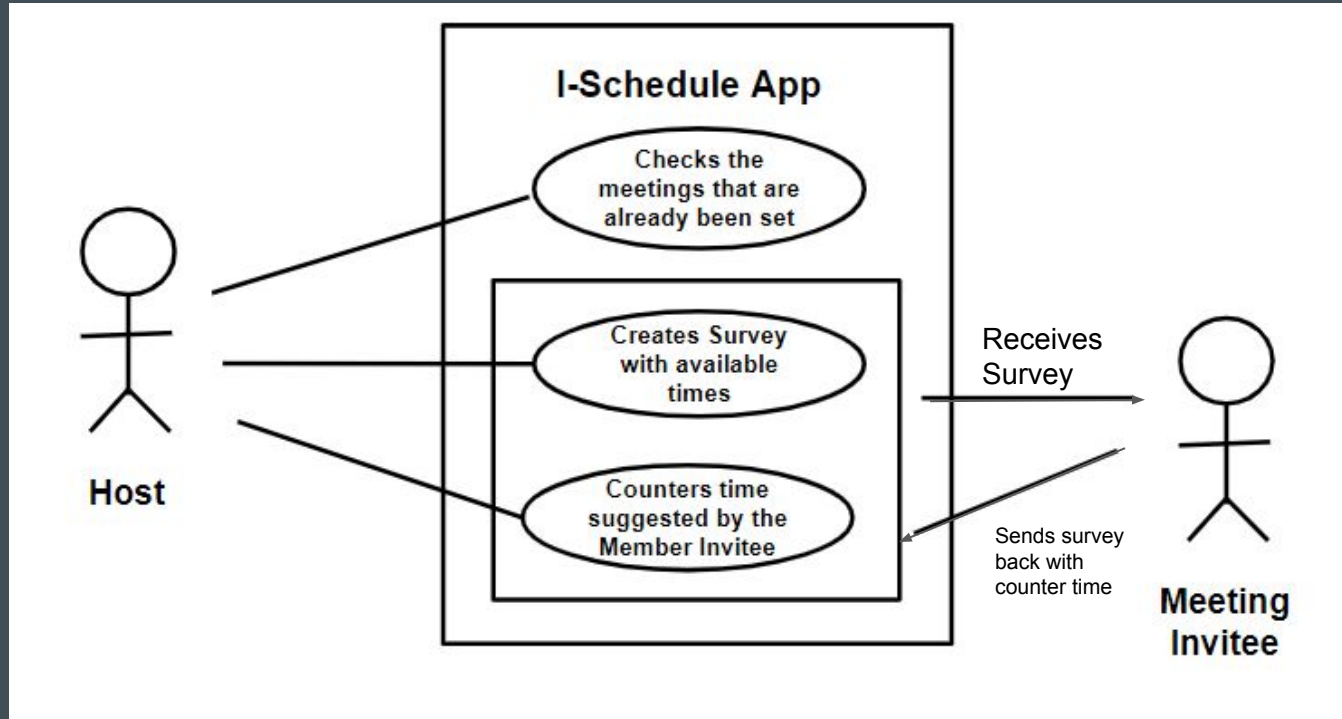 I-Schedule App
Checks the
meetings that are
already been set
Creates Survey
with available
times
Counters time
suggested by the
Member Invitee
Host
Receives
Survey
Sends survey
back with
counter time
Meeting
Invitee